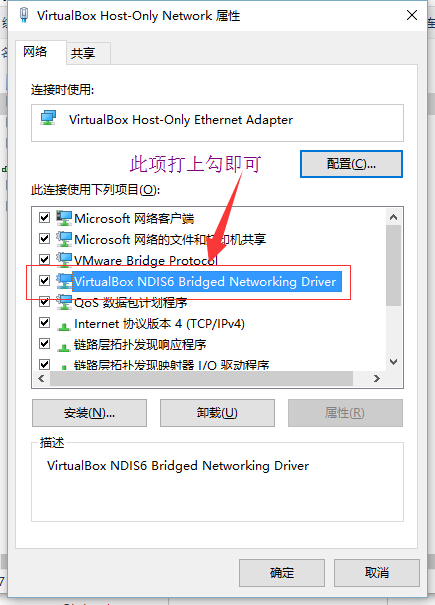 VirtualBox Host-Only Network 属性
网络
共享
连接时使用:
VirtualBox Host-Only Ethernet Adapter
此项打上勾即可
配置(C)...
此连接使用下列项目(O):
Microsoft 网络客户端
Microsoft 网络的文件和打印机共享
VMware Bridge Protocol
VirtualBox NDIS6 Bridged Networking Driver
QoS 数据包计划程序
Internet 协议版本 4 (TCP/IPv4)
链路层拓扑发现响应程序
链路层拓扑发现映射器 I/O 驱动程序
安装(N)...
卸载(U)
属性(R)
描述
VirtualBox NDIS6 Bridged Networking Driver
确定
取消